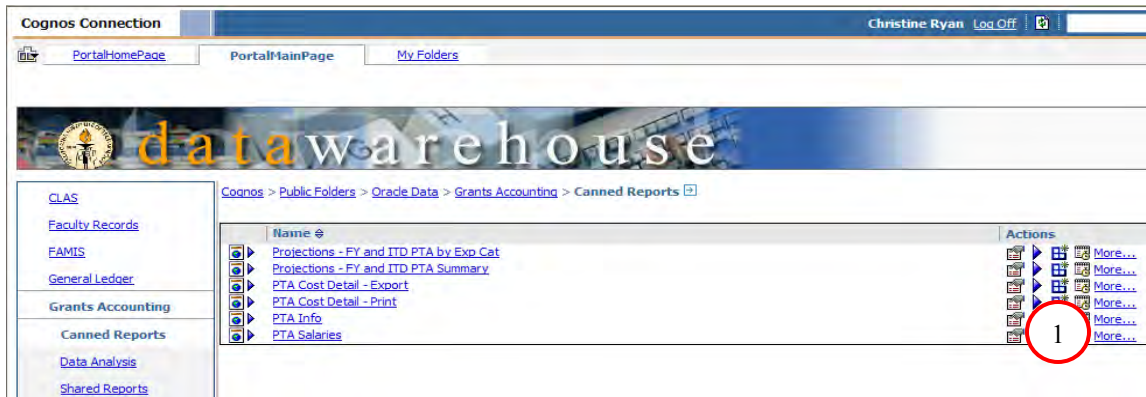 Cognos Connection Christine Ryan Log Off
PortalHomePage PortalMainPage My Folders
datawarehouse
Cognos > Public Folders > Oracle Data > Grants Accounting > Canned Reports
CLAS
Faculty Records
FAMIS
General Ledger
Grants Accounting
Canned Reports
Data Analysis
Shared Reports
Name Actions
Projections - FY and ITD PTA by Exp Cat More...
Projections - FY and ITD PTA Summary More...
PTA Cost Detail - Export More...
PTA Cost Detail - Print More...
PTA Info More...
PTA Salaries More...
1